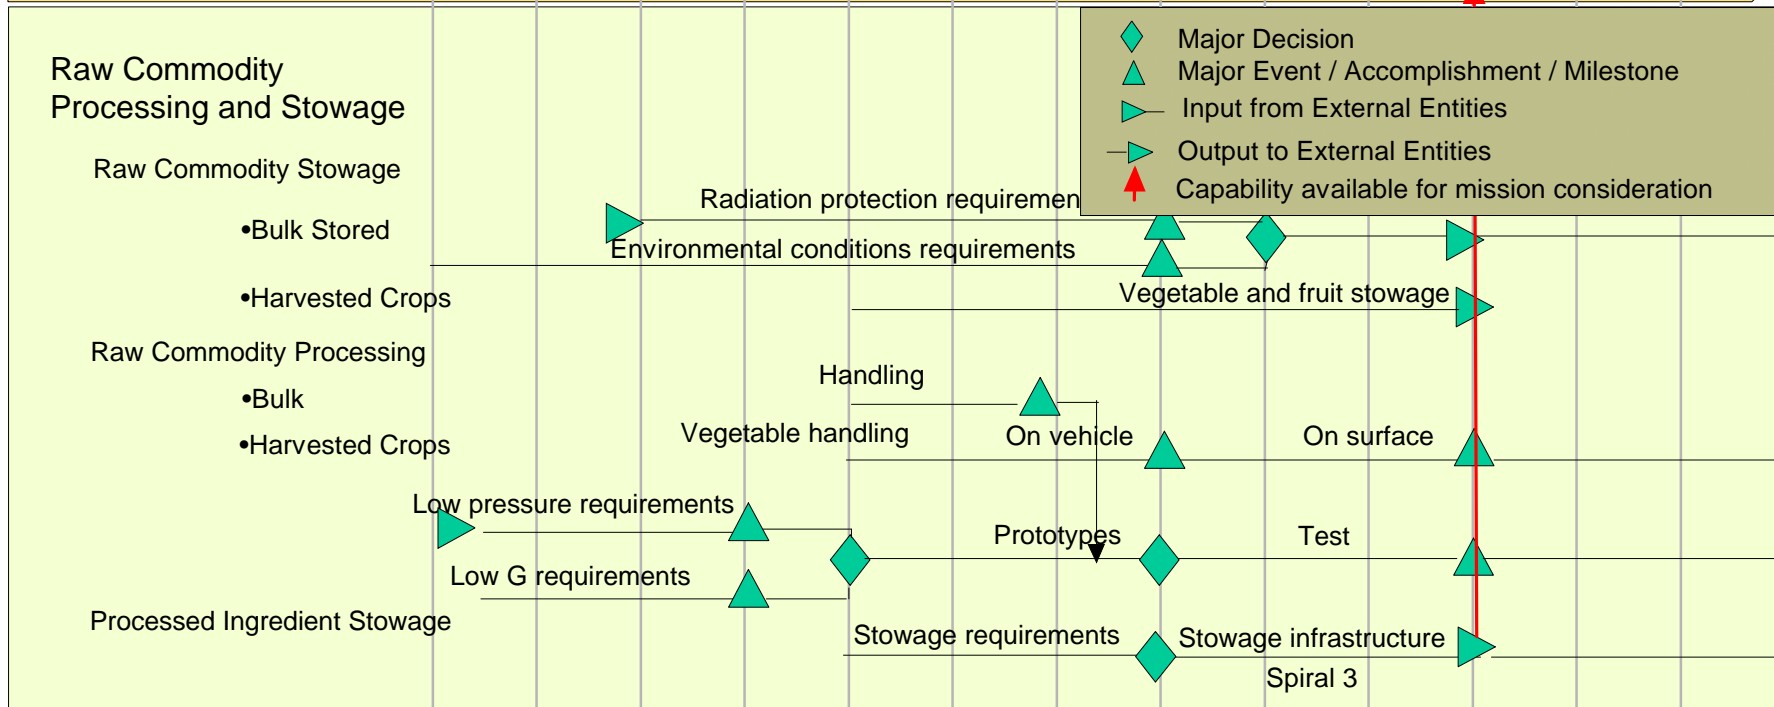 Raw Commodity
Processing and Stowage
Major Decision
Major Event / Accomplishment / Milestone
Input from External Entities
Output to External Entities
Capability available for mission consideration
Raw Commodity Stowage
Radiation protection requiremen
•Bulk Stored
Environmental conditions requirements
•Harvested Crops
Vegetable and fruit stowage
Raw Commodity Processing
Handling
•Bulk
Vegetable handling
On vehicle
On surface
•Harvested Crops
Low pressure requirements
Prototypes
Test
Low G requirements
Processed Ingredient Stowage
Stowage requirements
Stowage infrastructure
Spiral 3